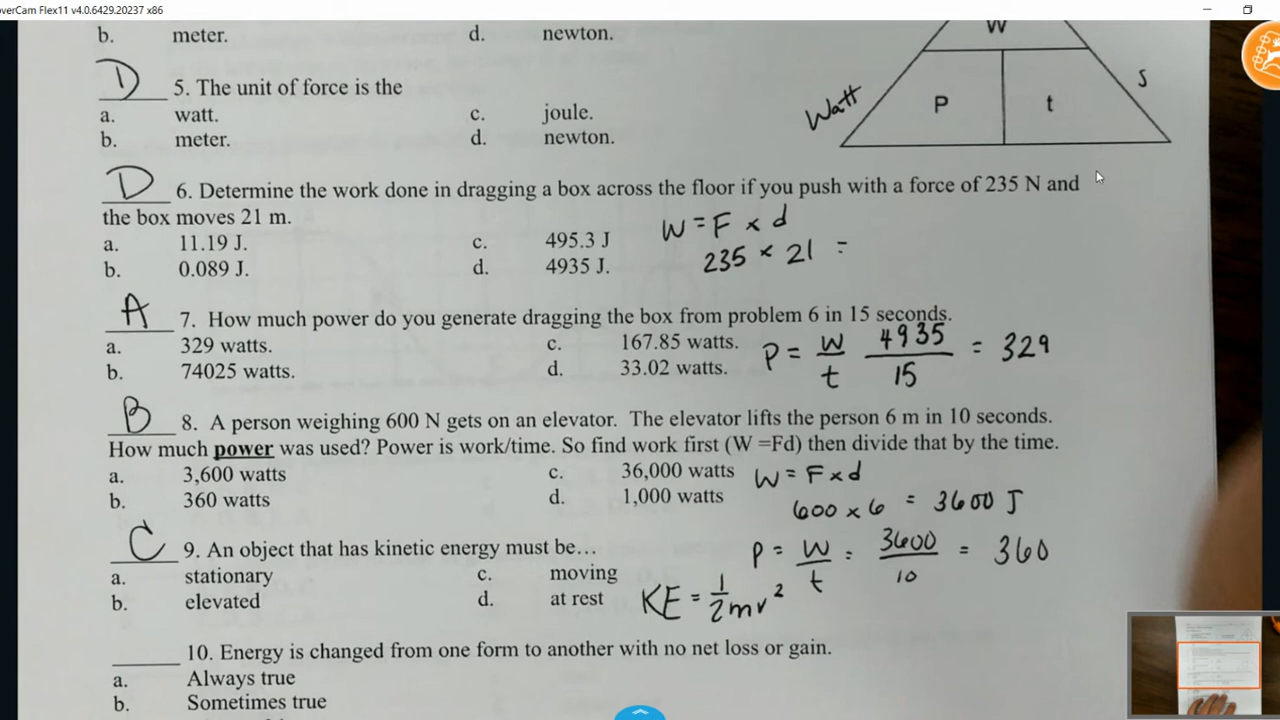 overCam Flex11 v4.0.6429.20237 x86
b. meter. d. newton.
W
D 5. The unit of force is the
a. watt. c. joule.
b. meter. d. newton.
Watt P t S
D 6. Determine the work done in dragging a box across the floor if you push with a force of 235 N and
the box moves 21 m.
W = F x d
a. 11.19 J. c. 495.3 J
b. 0.089 J. d. 4935 J.
235 x 21 =
A 7. How much power do you generate dragging the box from problem 6 in 15 seconds.
a. 329 watts. c. 167.85 watts.
b. 74025 watts. d. 33.02 watts.
P = W/t 4935/15 = 329
B 8. A person weighing 600 N gets on an elevator. The elevator lifts the person 6 m in 10 seconds.
How much power was used? Power is work/time. So find work first (W =Fd) then divide that by the time.
a. 3,600 watts c. 36,000 watts
b. 360 watts d. 1,000 watts
W = F x d
600 x 6 = 3600 J
C 9. An object that has kinetic energy must be…
P = W/t = 3600/10 = 360
a. stationary c. moving
b. elevated d. at rest
KE = 1/2 mv²
10. Energy is changed from one form to another with no net loss or gain.
a. Always true
b. Sometimes true